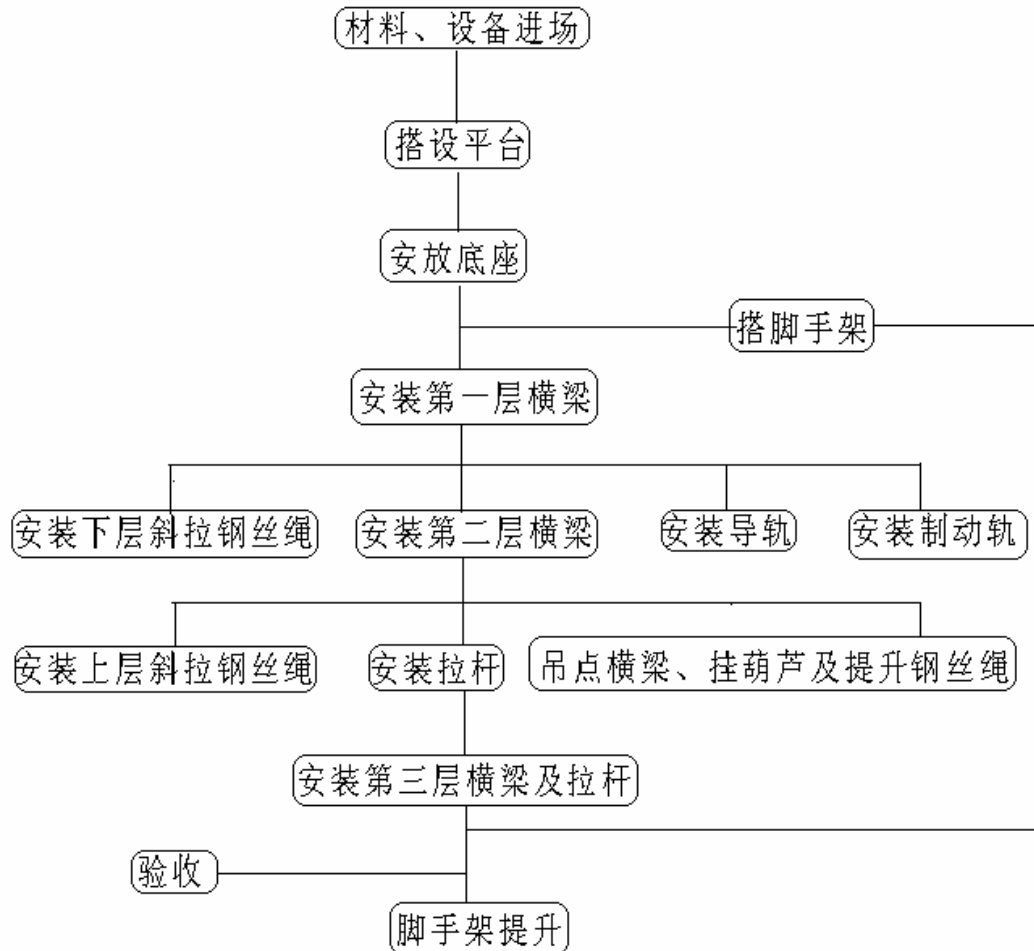 材料、设备进场
搭设平台
安放底座
搭脚手架
安装第一层横梁
安装下层斜拉钢丝绳
安装第二层横梁
安装导轨
安装制动轨
安装上层斜拉钢丝绳
安装拉杆
吊点横梁、挂葫芦及提升钢丝绳
安装第三层横梁及拉杆
验收
脚手架提升